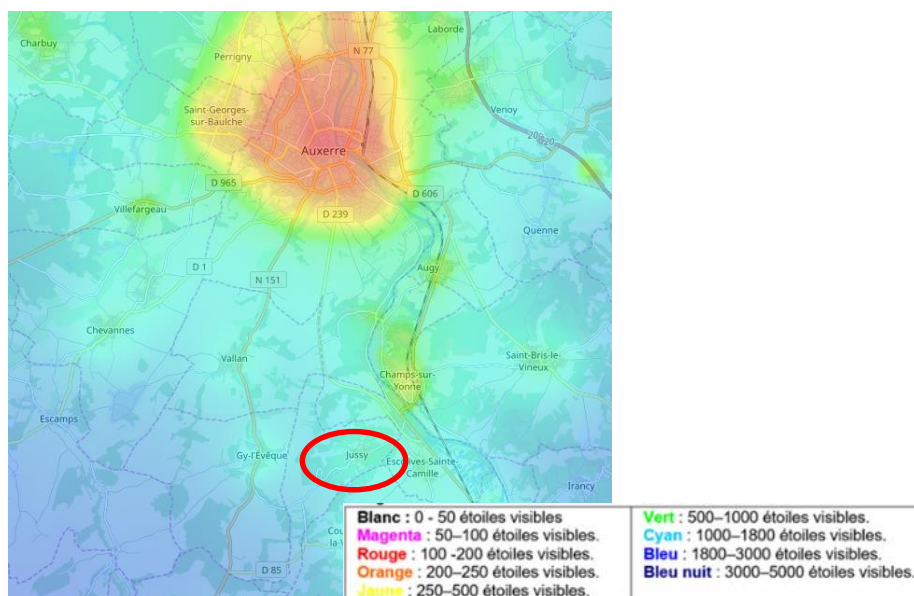 Charbuy
Laborde
N 77
Perrigny
Saint-Georges-
sur-Baulche
Venoy
Auxerre
D 965
D 606
Villefargeau
D 239
Quenne
D 1
Augy
N 151
Chevannes
Vallan
Saint-Bris-le-
Vineux
Champs-sur-
Yonne
Escamps
Gy-l'Évêque
Jussy
Escolives-Sainte-
Camille
Irancy
D 85
Blanc : 0 - 50 étoiles visibles
Magenta : 50–100 étoiles visibles.
Rouge : 100 -200 étoiles visibles.
Orange : 200–250 étoiles visibles.
Jaune : 250–500 étoiles visibles.
Vert : 500–1000 étoiles visibles.
Cyan : 1000–1800 étoiles visibles.
Bleu : 1800–3000 étoiles visibles.
Bleu nuit : 3000–5000 étoiles visibles.